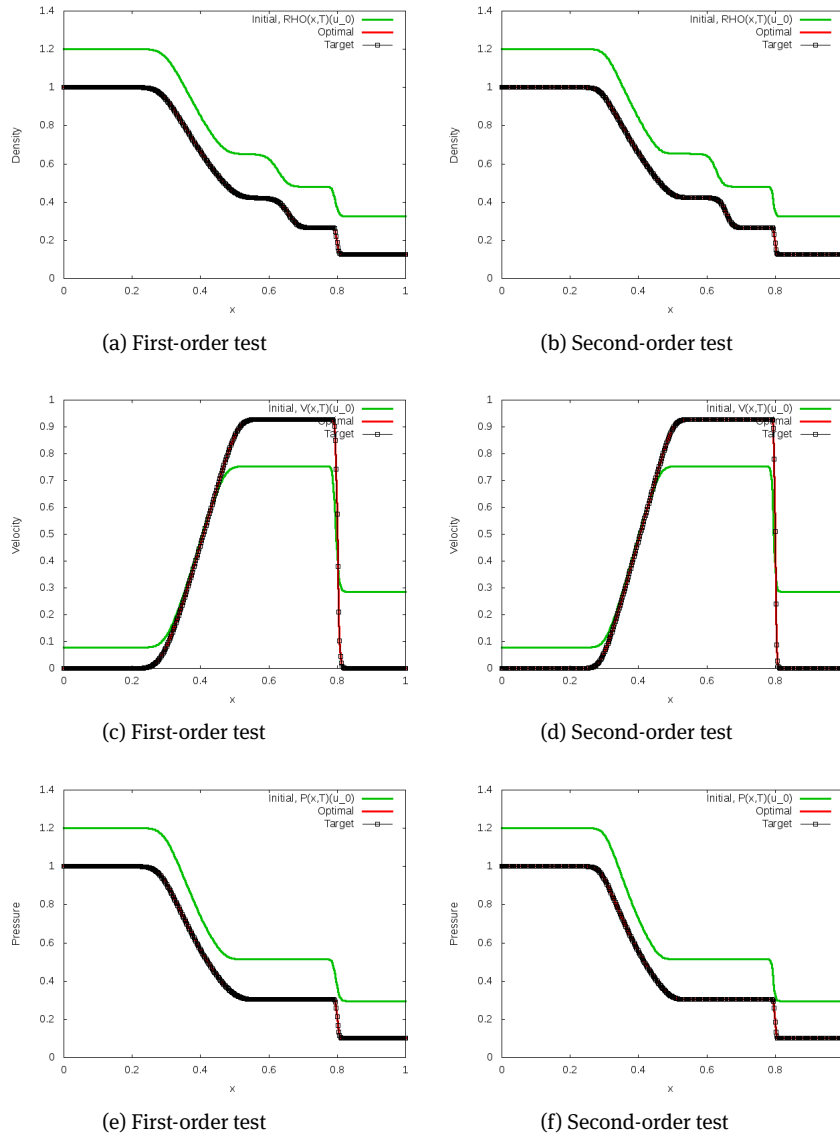 1.4
1.2
1
0.8
0.6
0.4
0.2
0
Density
0 0.2 0.4 0.6 0.8 1
x
Initial, RHO(x,T)(u_0)
Optimal
Target
(a) First-order test
1.4
1.2
1
0.8
0.6
0.4
0.2
0
Density
0 0.2 0.4 0.6 0.8
x
Initial, RHO(x,T)(u_0)
Optimal
Target
(b) Second-order test
1
0.9
0.8
0.7
0.6
0.5
0.4
0.3
0.2
0.1
0
Velocity
0 0.2 0.4 0.6 0.8 1
x
Initial, V(x,T)(u_0)
Optimal
Target
(c) First-order test
1
0.9
0.8
0.7
0.6
0.5
0.4
0.3
0.2
0.1
0
Velocity
0 0.2 0.4 0.6 0.8
x
Initial, V(x,T)(u_0)
Optimal
Target
(d) Second-order test
1.4
1.2
1
0.8
0.6
0.4
0.2
0
Pressure
0 0.2 0.4 0.6 0.8 1
x
Initial, P(x,T)(u_0)
Optimal
Target
(e) First-order test
1.4
1.2
1
0.8
0.6
0.4
0.2
0
Pressure
0 0.2 0.4 0.6 0.8
x
Initial, P(x,T)(u_0)
Optimal
Target
(f) Second-order test